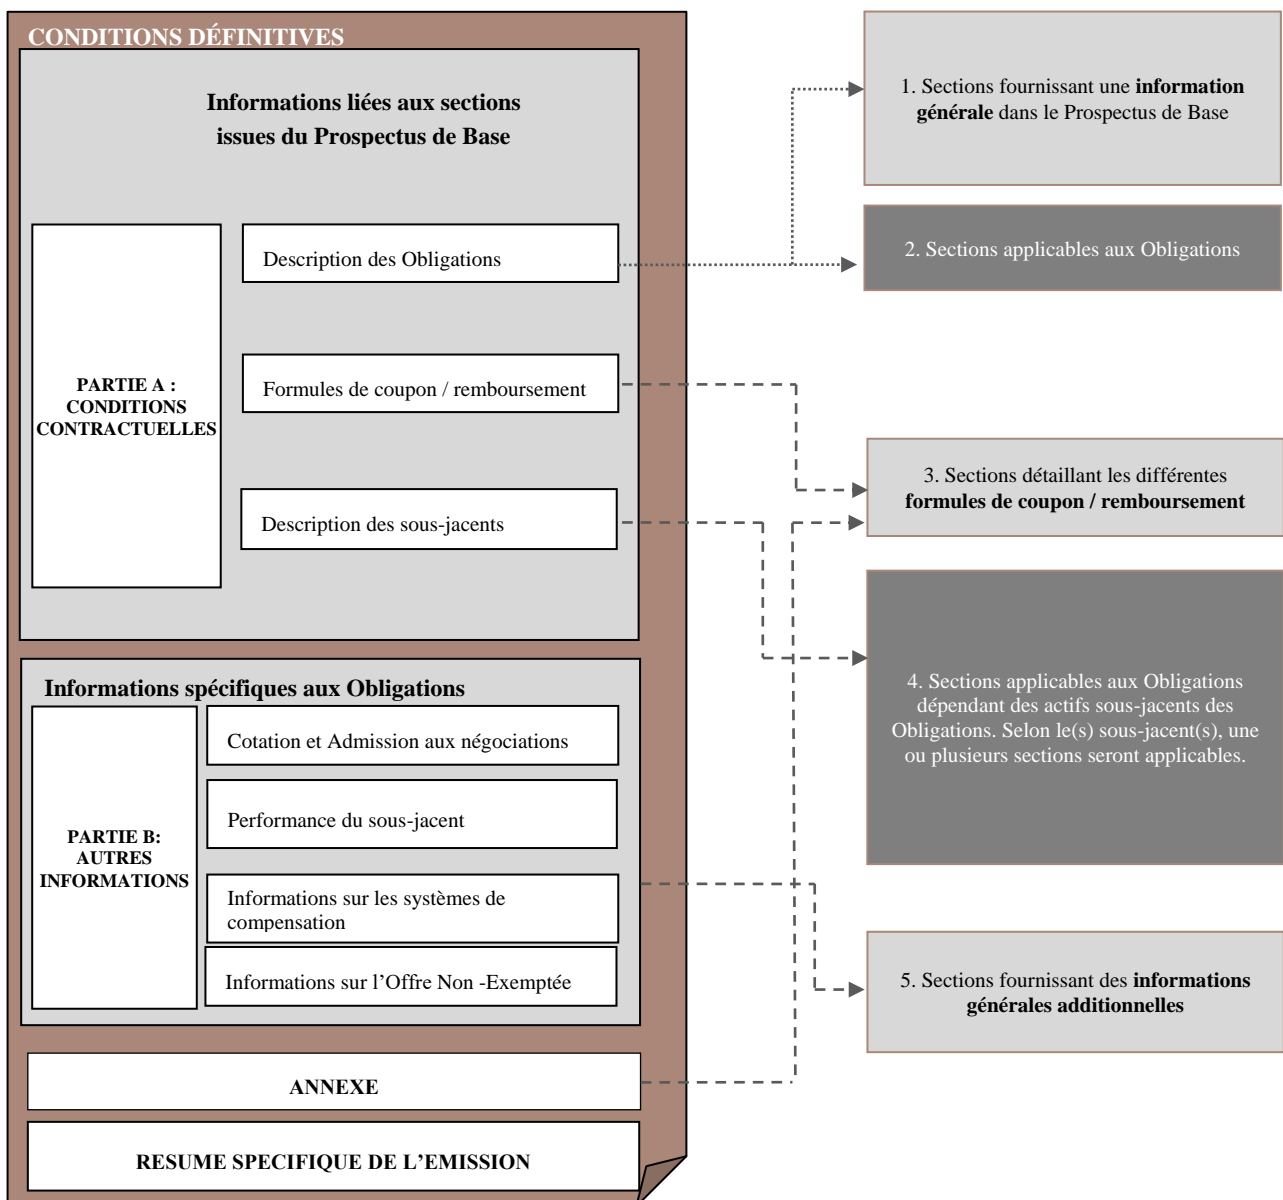 CONDITIONS DÉFINITIVES
Informations liées aux sections
issues du Prospectus de Base
PARTIE A :
CONDITIONS
CONTRACTUELLES
Description des Obligations
Formules de coupon / remboursement
Description des sous-jacents
Informations spécifiques aux Obligations
PARTIE B:
AUTRES
INFORMATIONS
Cotation et Admission aux négociations
Performance du sous-jacent
Informations sur les systèmes de
compensation
Informations sur l’Offre Non -Exemptée
ANNEXE
RESUME SPECIFIQUE DE L’EMISSION
1. Sections fournissant une information
générale dans le Prospectus de Base
2. Sections applicables aux Obligations
3. Sections détaillant les différentes
formules de coupon / remboursement
4. Sections applicables aux Obligations
dépendant des actifs sous-jacents des
Obligations. Selon le(s) sous-jacent(s), une
ou plusieurs sections seront applicables.
5. Sections fournissant des informations
générales additionnelles